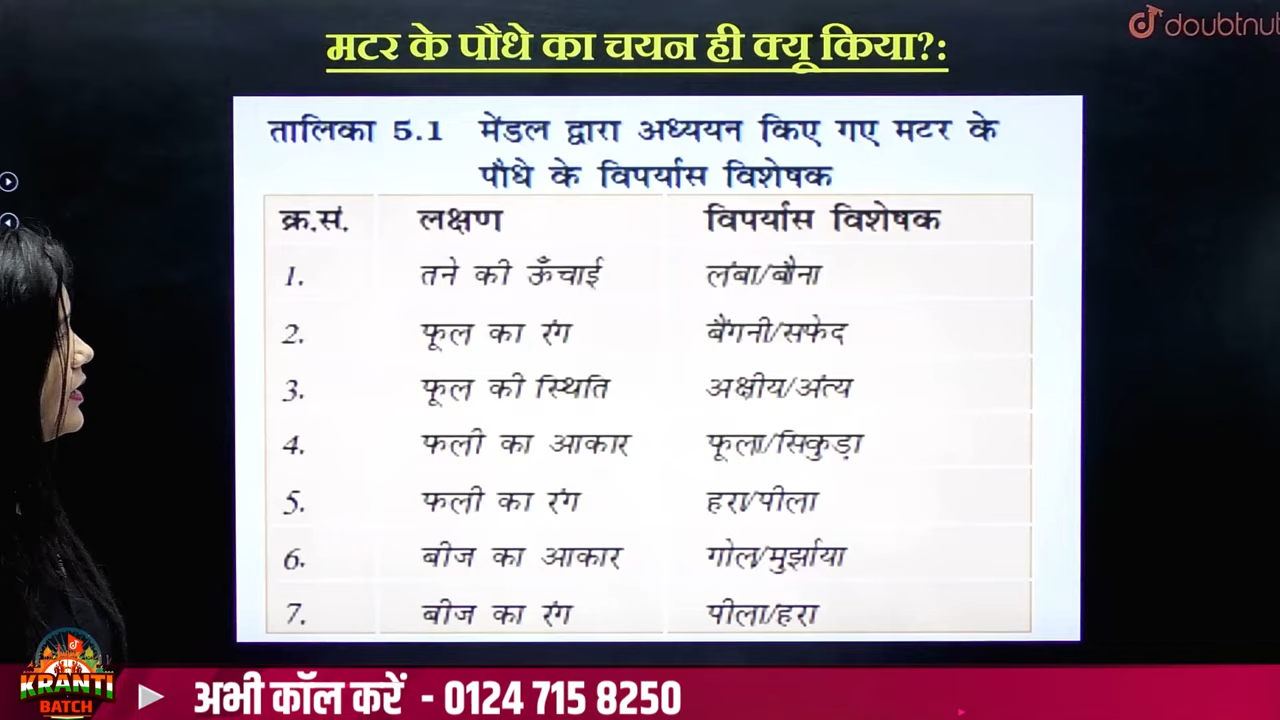 मटर के पौधे का चयन ही क्यू किया?:
doubtnut
तालिका 5.1 मेंडल द्वारा अध्ययन किए गए मटर के
पौधे के विपर्यास विशेषक
क्र.सं. लक्षण विपर्यास विशेषक
1. तने की ऊँचाई लंबा/बौना
2. फूल का रंग बैंगनी/सफेद
3. फूल की स्थिति अक्षीय/अंत्य
4. फली का आकार फूला/सिकुड़ा
5. फली का रंग हरा/पीला
6. बीज का आकार गोल/मुर्झाया
7. बीज का रंग पीला/हरा
KRANTI
BATCH
अभी कॉल करें - 0124 715 8250